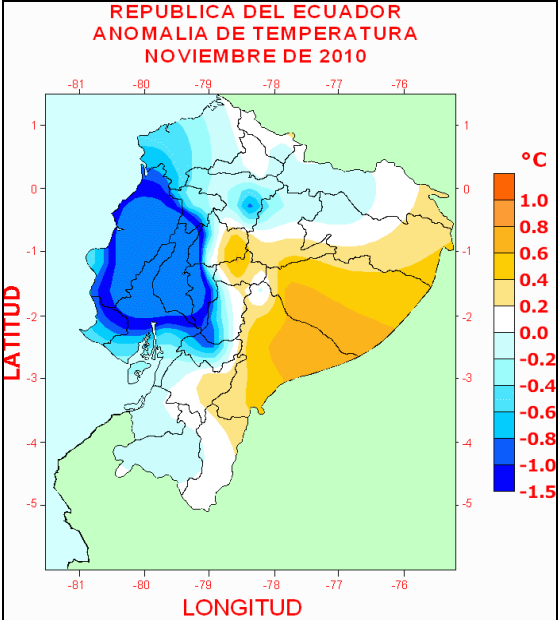 REPUBLICA DEL ECUADOR
ANOMALIA DE TEMPERATURA
NOVIEMBRE DE 2010
-81 -80 -79 -78 -77 -76
1 1
0 0
-1 -1
-2 -2
-3 -3
-4 -4
-5 -5
-81 -80 -79 -78 -77 -76
LATITUD
LONGITUD
°C
1.0
0.8
0.6
0.4
0.2
0.0
-0.2
-0.4
-0.6
-0.8
-1.0
-1.5